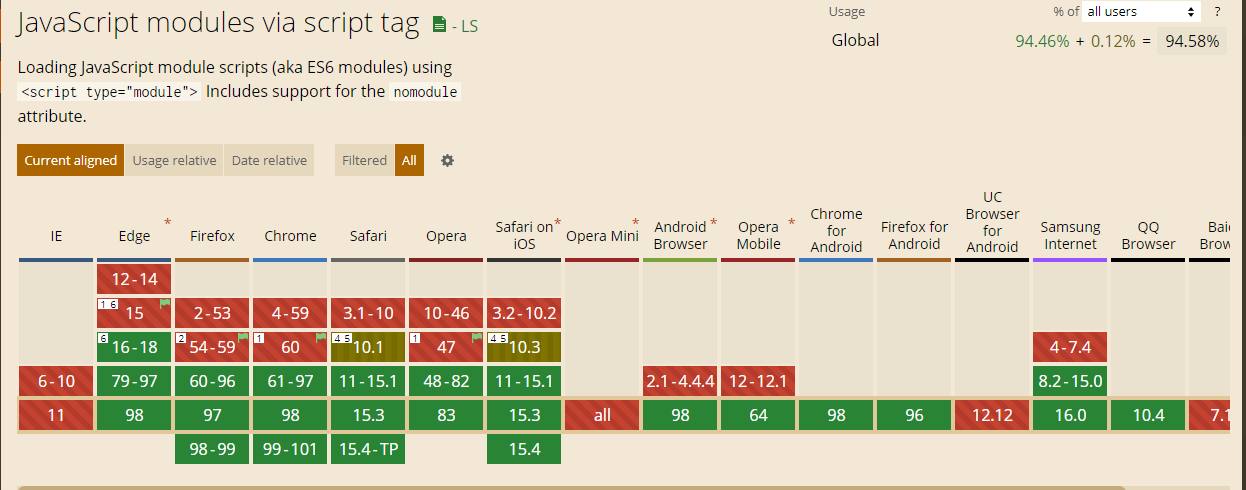 JavaScript modules via script tag - LS
Usage % of all users ?
Global 94.46% + 0.12% = 94.58%
Loading JavaScript module scripts (aka ES6 modules) using
<script type="module"> Includes support for the nomodule
attribute.
Current aligned Usage relative Date relative Filtered All
IE
Edge *
Firefox
Chrome
Safari
Opera
Safari on *
iOS
Opera Mini *
Android *
Browser
Opera *
Mobile
Chrome
for
Android
Firefox for
Android
UC
Browser
for
Android
Samsung
Internet
QQ
Browser
12-14
1 6 15 2-53 4-59 3.1-10 10-46 3.2-10.2
6 16-18 2 54-59 1 60 4 5 10.1 1 47 4 5 10.3 4-7.4
6-10 79-97 60-96 61-97 11-15.1 48-82 11-15.1 2.1-4.4.4 12-12.1 8.2-15.0
11 98 97 98 15.3 83 15.3 all 98 64 98 96 12.12 16.0 10.4
98-99 99-101 15.4-TP 15.4